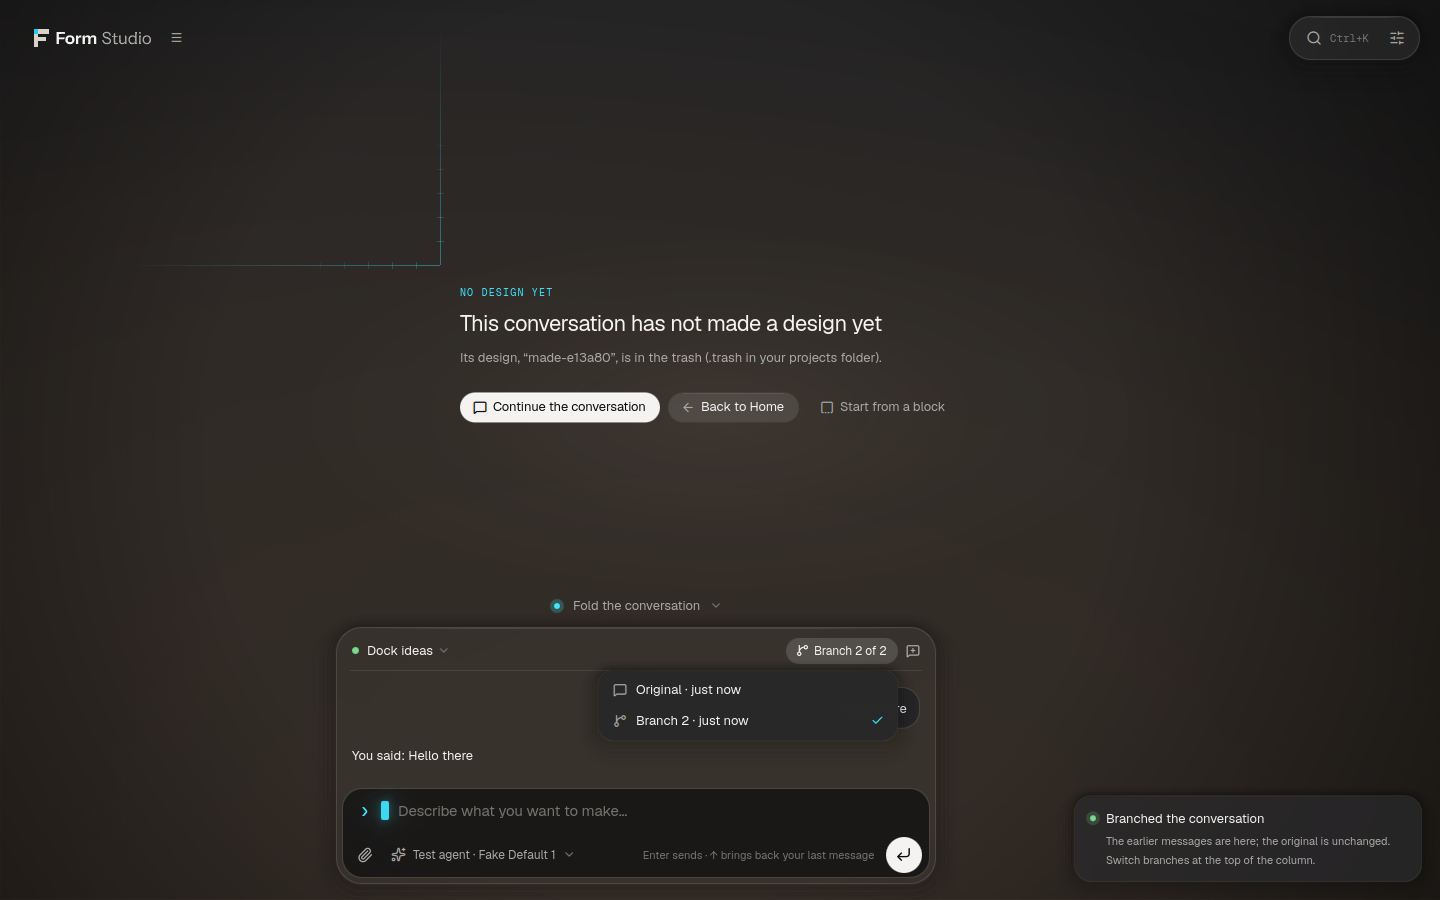 Form Studio
Ctrl+K
NO DESIGN YET
This conversation has not made a design yet
Its design, “made-e13a80”, is in the trash (.trash in your projects folder).
Continue the conversation
Back to Home
Start from a block
Fold the conversation
Dock ideas
Branch 2 of 2
Original · just now
Branch 2 · just now
You said: Hello there
Describe what you want to make...
Test agent · Fake Default 1
Enter sends · ↑ brings back your last message
Branched the conversation
The earlier messages are here; the original is unchanged.
Switch branches at the top of the column.